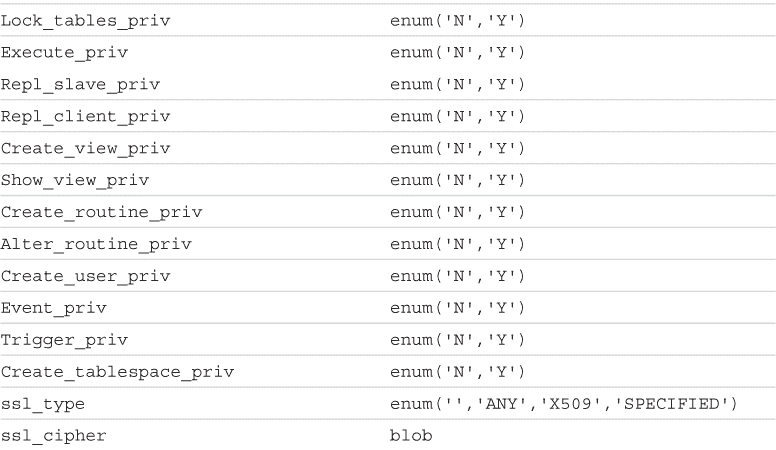 Lock_tables_priv enum('N','Y')
Execute_priv enum('N','Y')
Repl_slave_priv enum('N','Y')
Repl_client_priv enum('N','Y')
Create_view_priv enum('N','Y')
Show_view_priv enum('N','Y')
Create_routine_priv enum('N','Y')
Alter_routine_priv enum('N','Y')
Create_user_priv enum('N','Y')
Event_priv enum('N','Y')
Trigger_priv enum('N','Y')
Create_tablespace_priv enum('N','Y')
ssl_type enum('','ANY','X509','SPECIFIED')
ssl_cipher blob